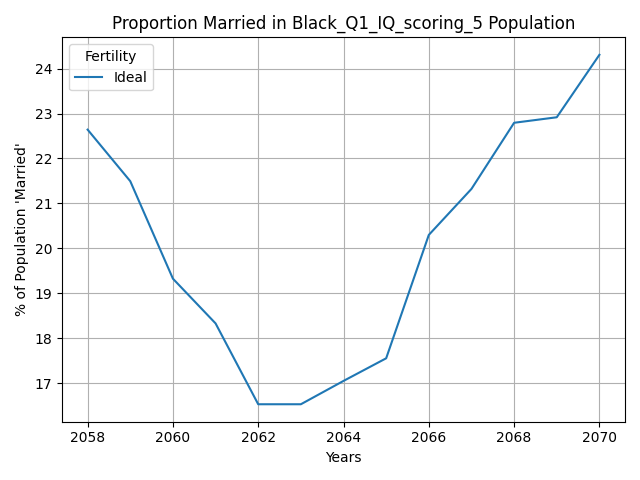 Proportion Married in Black_Q1_IQ_scoring_5 Population
Fertility
Ideal
% of Population 'Married'
24
23
22
21
20
19
18
17
2058 2060 2062 2064 2066 2068 2070
Years